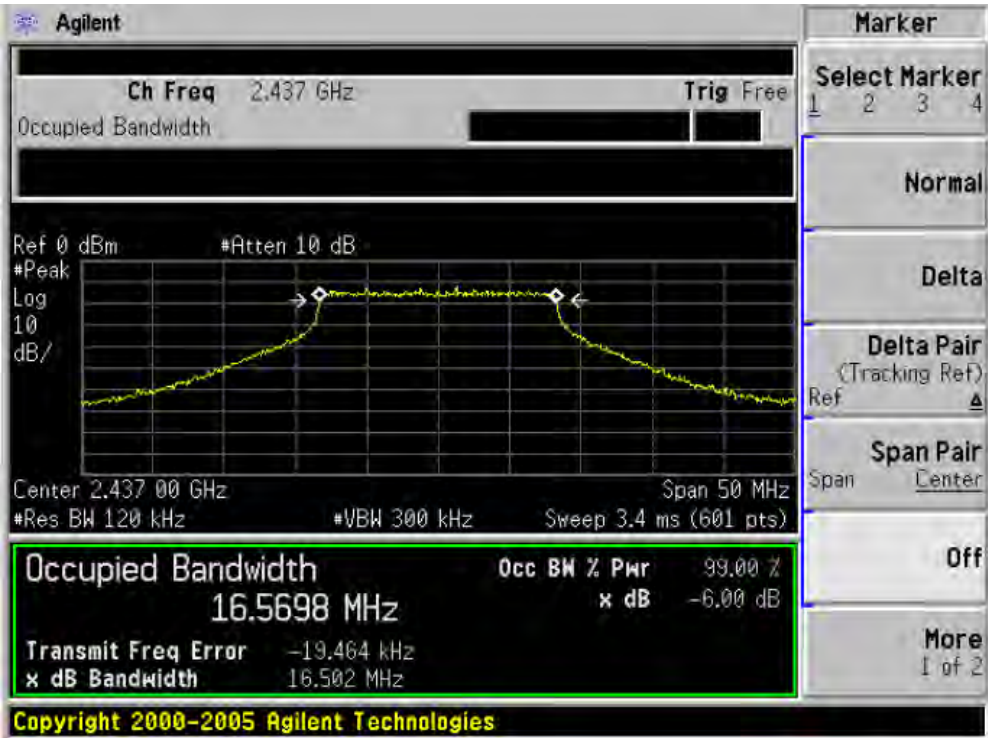 Agilent
Marker
Ch Freq 2.437 GHz Trig Free
Occupied Bandwidth
Select Marker
1 2 3 4
Normal
Delta
Delta Pair
(Tracking Ref)
Ref Δ
Span Pair
Span Center
Off
More
1 of 2
Ref 0 dBm #Atten 10 dB
#Peak
Log
10
dB/
Center 2.437 00 GHz Span 50 MHz
#Res BW 120 kHz #VBW 300 kHz Sweep 3.4 ms (601 pts)
Occupied Bandwidth
16.5698 MHz
Occ BW % Pwr 99.00 %
x dB -6.00 dB
Transmit Freq Error -19.464 kHz
x dB Bandwidth 16.502 MHz
Copyright 2000-2005 Agilent Technologies